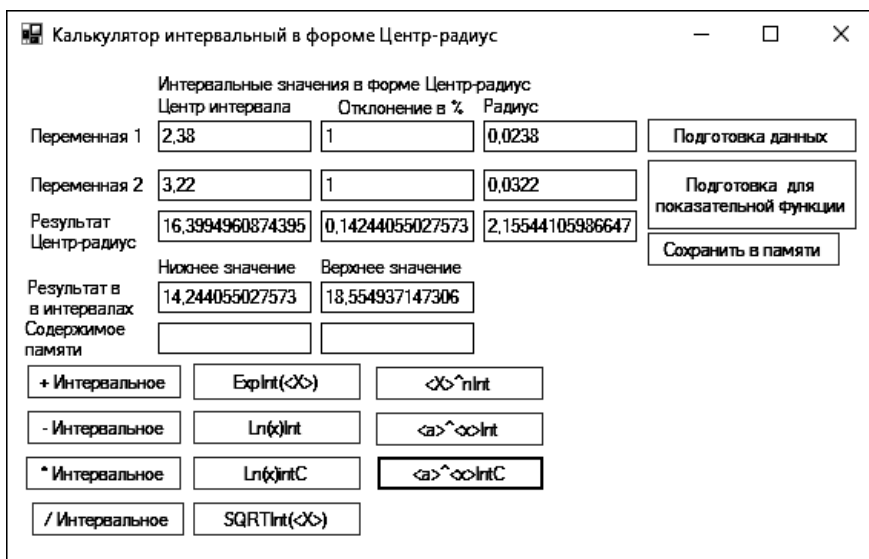 Калькулятор интервальный в фороме Центр-радиус
Интервальные значения в форме Центр-радиус
Центр интервала Отклонение в % Радиус
Переменная 1 2,38 1 0,0238 Подготовка данных
Переменная 2 3,22 1 0,0322 Подготовка для
показательной функции
Результат
Центр-радиус 16,3994960874395 0,14244055027573 2,15544105986647
Сохранить в памяти
Нижнее значение Верхнее значение
Результат в
в интервалах 14,244055027573 18,554937147306
Содержимое
памяти
+ Интервальное ExpInt(<X>) <X>^nInt
- Интервальное Ln(x)Int <a>^<x>Int
* Интервальное Ln(x)intC <a>^<x>IntC
/ Интервальное SQRTInt(<X>)